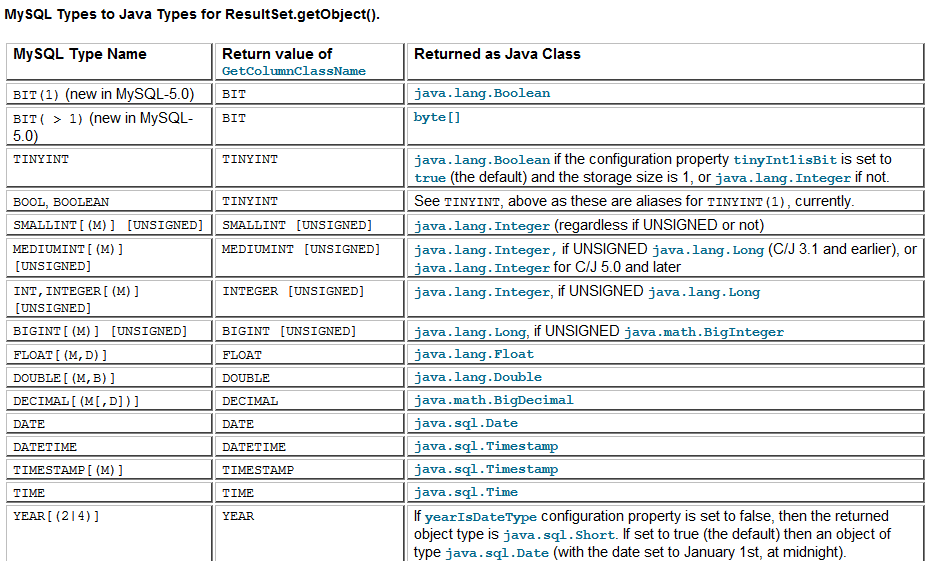 MySQL Types to Java Types for ResultSet.getObject().
MySQL Type Name
Return value of
GetColumnClassName
Returned as Java Class
BIT(1) (new in MySQL-5.0)
BIT
java.lang.Boolean
BIT( > 1) (new in MySQL-
5.0)
BIT
byte[]
TINYINT
TINYINT
java.lang.Boolean if the configuration property tinyInt1isBit is set to
true (the default) and the storage size is 1, or java.lang.Integer if not.
BOOL, BOOLEAN
TINYINT
See TINYINT, above as these are aliases for TINYINT(1), currently.
SMALLINT[(M)] [UNSIGNED]
SMALLINT [UNSIGNED]
java.lang.Integer (regardless if UNSIGNED or not)
MEDIUMINT[(M)]
[UNSIGNED]
MEDIUMINT [UNSIGNED]
java.lang.Integer, if UNSIGNED java.lang.Long (C/J 3.1 and earlier), or
java.lang.Integer for C/J 5.0 and later
INT,INTEGER[(M)]
[UNSIGNED]
INTEGER [UNSIGNED]
java.lang.Integer, if UNSIGNED java.lang.Long
BIGINT[(M)] [UNSIGNED]
BIGINT [UNSIGNED]
java.lang.Long, if UNSIGNED java.math.BigInteger
FLOAT[(M,D)]
FLOAT
java.lang.Float
DOUBLE[(M,B)]
DOUBLE
java.lang.Double
DECIMAL[(M[,D])]
DECIMAL
java.math.BigDecimal
DATE
DATE
java.sql.Date
DATETIME
DATETIME
java.sql.Timestamp
TIMESTAMP[(M)]
TIMESTAMP
java.sql.Timestamp
TIME
TIME
java.sql.Time
YEAR[(2|4)]
YEAR
If yearIsDateType configuration property is set to false, then the returned
object type is java.sql.Short. If set to true (the default) then an object of
type java.sql.Date (with the date set to January 1st, at midnight).